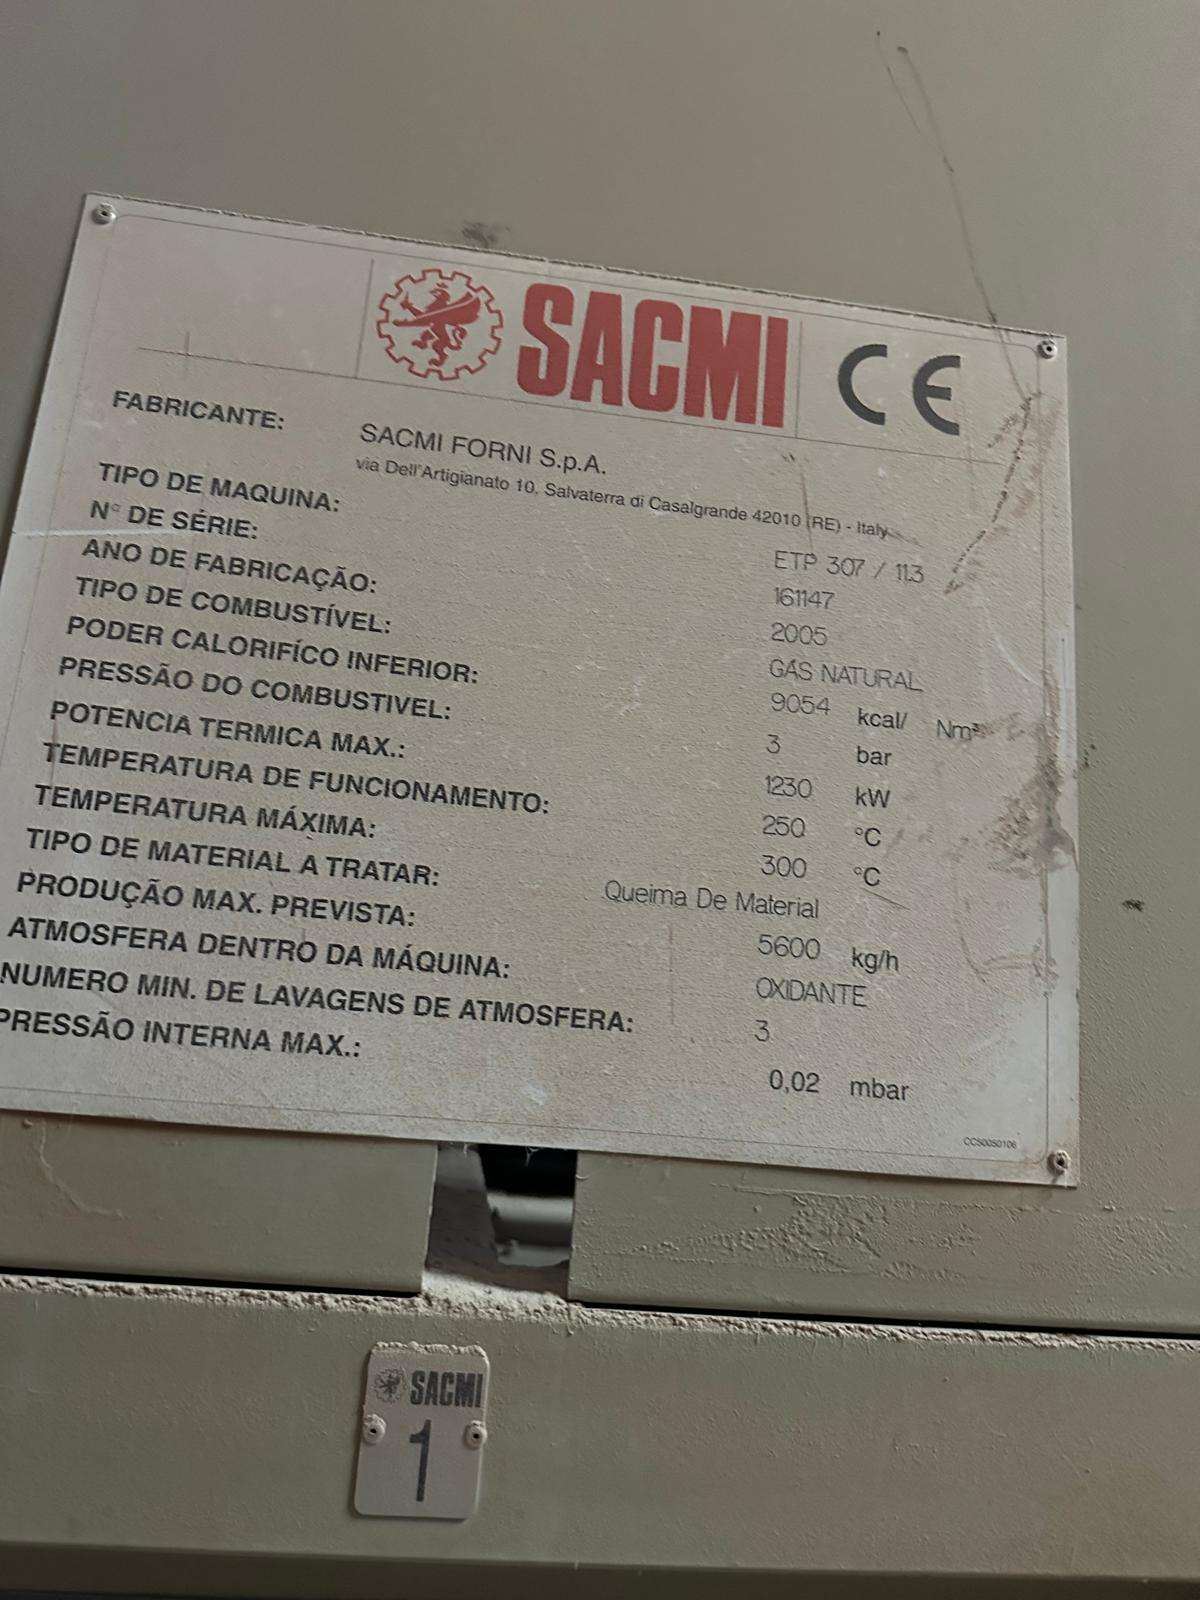 SACMI CE
FABRICANTE: SACMI FORNI S.p.A.
via Dell'Artigianato 10, Salvaterra di Casalgrande 42010 (RE) - Italy
TIPO DE MAQUINA: ETP 307 / 11.3
N° DE SÉRIE: 161147
ANO DE FABRICAÇÃO: 2005
TIPO DE COMBUSTÍVEL: GÁS NATURAL
PODER CALORIFÍCO INFERIOR: 9054 kcal/ Nm³
PRESSÃO DO COMBUSTIVEL: 3 bar
POTENCIA TERMICA MAX.: 1230 kW
TEMPERATURA DE FUNCIONAMENTO: 250 °C
TEMPERATURA MÁXIMA: 300 °C
TIPO DE MATERIAL A TRATAR: Queima De Material
PRODUÇÃO MAX. PREVISTA: 5600 kg/h
ATMOSFERA DENTRO DA MÁQUINA: OXIDANTE
NUMERO MIN. DE LAVAGENS DE ATMOSFERA: 3
PRESSÃO INTERNA MAX.: 0,02 mbar
CCS0050106
SACMI
1